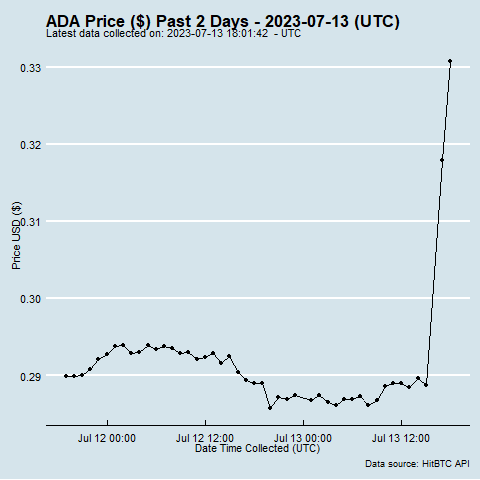 ADA Price ($) Past 2 Days - 2023-07-13 (UTC)
Latest data collected on: 2023-07-13 18:01:42 - UTC
Price USD ($)
0.33
0.32
0.31
0.30
0.29
Jul 12 00:00 Jul 12 12:00 Jul 13 00:00 Jul 13 12:00
Date Time Collected (UTC)
Data source: HitBTC API